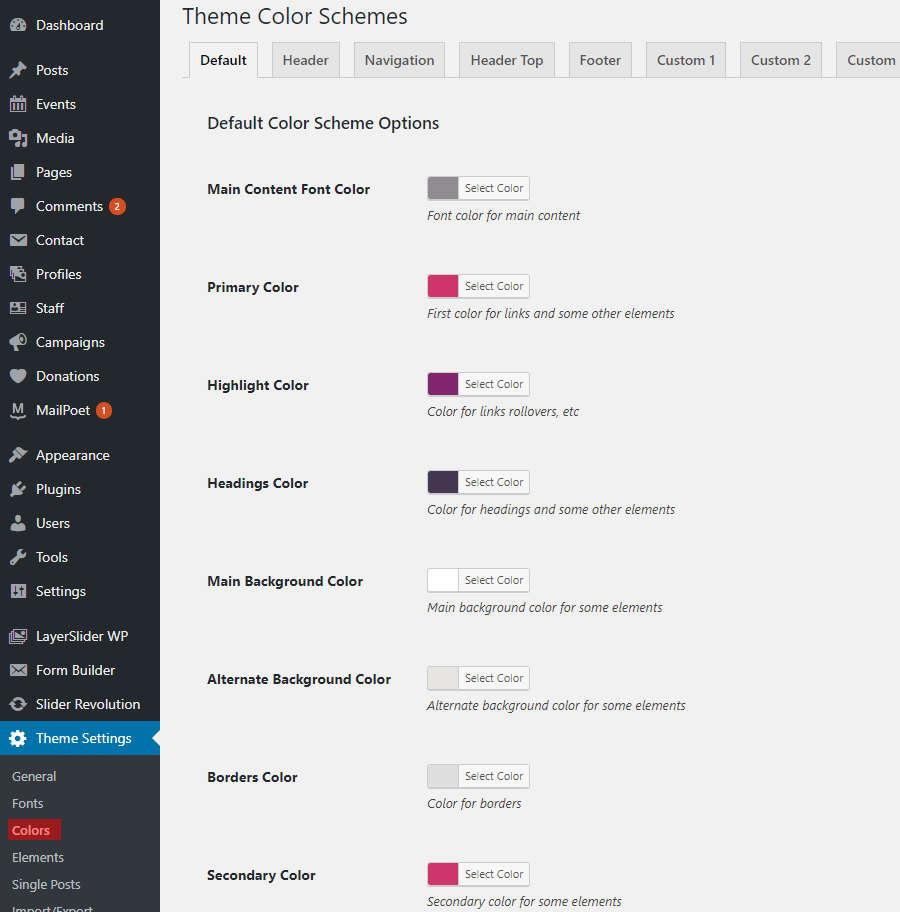 Dashboard
Posts
Events
Media
Pages
Comments 2
Contact
Profiles
Staff
Campaigns
Donations
MailPoet 1
Appearance
Plugins
Users
Tools
Settings
LayerSlider WP
Form Builder
Slider Revolution
Theme Settings
General
Fonts
Colors
Elements
Single Posts
Import/Export
Theme Color Schemes
Default Header Navigation Header Top Footer Custom 1 Custom 2 Custom
Default Color Scheme Options
Main Content Font Color Select Color
Font color for main content
Primary Color Select Color
First color for links and some other elements
Highlight Color Select Color
Color for links rollovers, etc
Headings Color Select Color
Color for headings and some other elements
Main Background Color Select Color
Main background color for some elements
Alternate Background Color Select Color
Alternate background color for some elements
Borders Color Select Color
Color for borders
Secondary Color Select Color
Secondary color for some elements